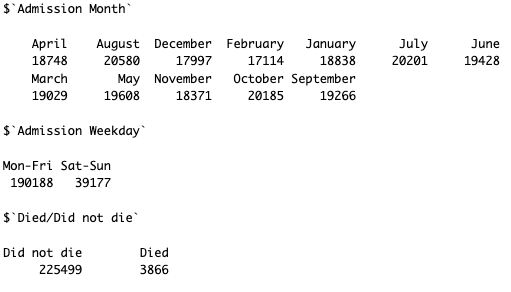 $`Admission Month`
April August December February January July June
18748 20580 17997 17114 18838 20201 19428
March May November October September
19029 19608 18371 20185 19266
$`Admission Weekday`
Mon-Fri Sat-Sun
190188 39177
$`Died/Did not die`
Did not die Died
225499 3866